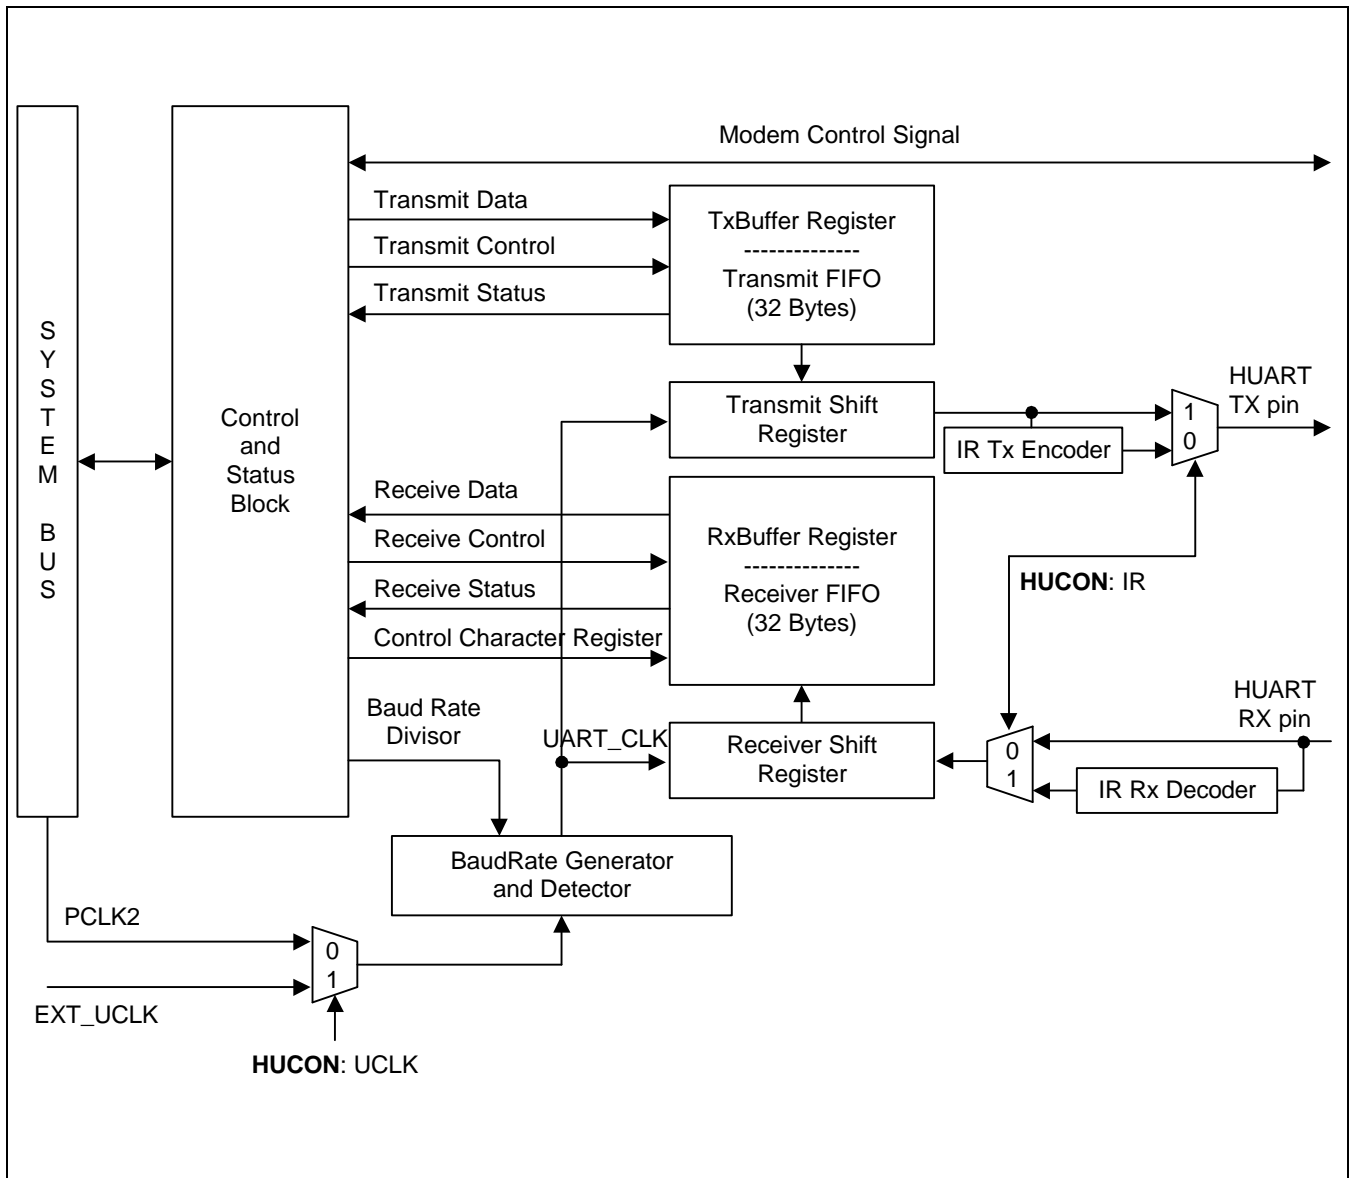 Modem Control Signal
Transmit Data
Transmit Control
Transmit Status
TxBuffer Register
--------------
Transmit FIFO
(32 Bytes)
S
Y
S
T
E
M
B
U
S
Control
and
Status
Block
Transmit Shift
Register
IR Tx Encoder
1
0
HUART
TX pin
Receive Data
Receive Control
Receive Status
Control Character Register
RxBuffer Register
--------------
Receiver FIFO
(32 Bytes)
HUCON: IR
Baud Rate
Divisor
UART_CLK
Receiver Shift
Register
0
1
HUART
RX pin
IR Rx Decoder
BaudRate Generator
and Detector
PCLK2
0
1
EXT_UCLK
HUCON: UCLK